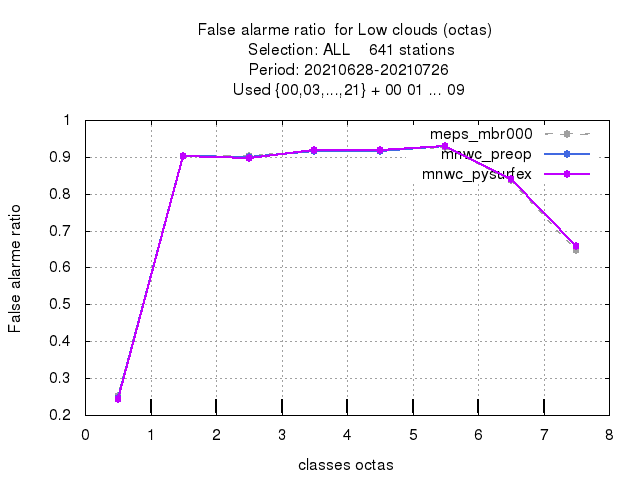 False alarme ratio  for Low clouds (octas)
Selection: ALL    641 stations
Period: 20210628-20210726
Used {00,03,...,21} + 00 01 ... 09
meps_mbr000
mnwc_preop
mnwc_pysurfex
1
0.9
0.8
0.7
0.6
0.5
0.4
0.3
0.2
False alarme ratio
0 1 2 3 4 5 6 7 8
classes octas